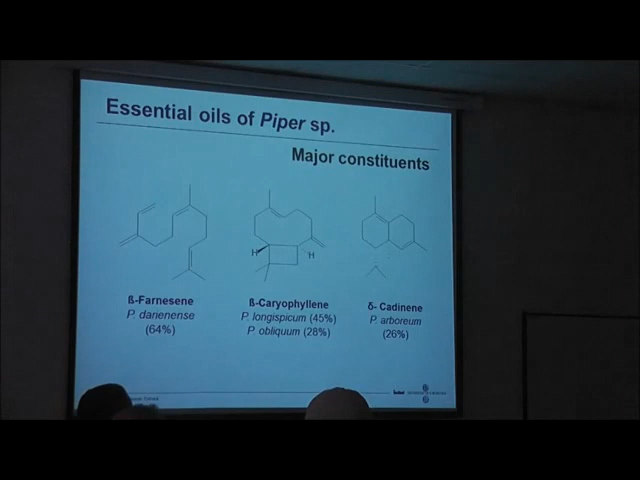 Essential oils of Piper sp.
Major constituents
H
H
ß-Farnesene
P. darienense
(64%)
ß-Caryophyllene
P. longispicum (45%)
P. obliquum (28%)
δ- Cadinene
P. arboreum
(26%)